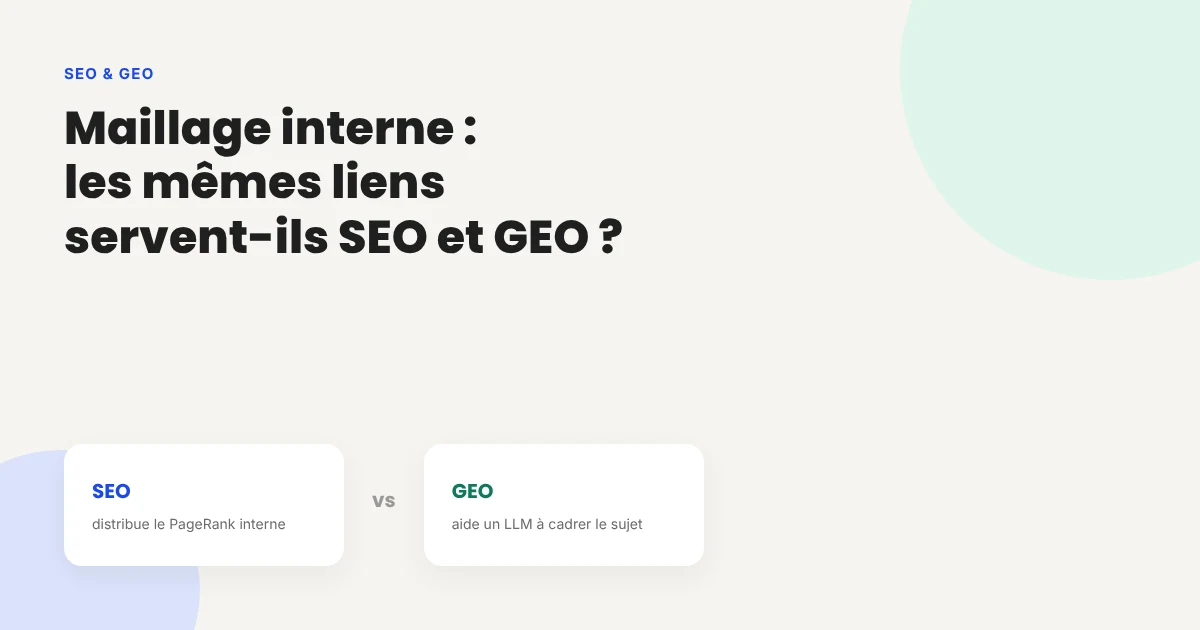 SEO & GEO
Maillage interne :
les mêmes liens
servent-ils SEO et GEO ?
SEO
distribue le PageRank interne
vs
GEO
aide un LLM à cadrer le sujet